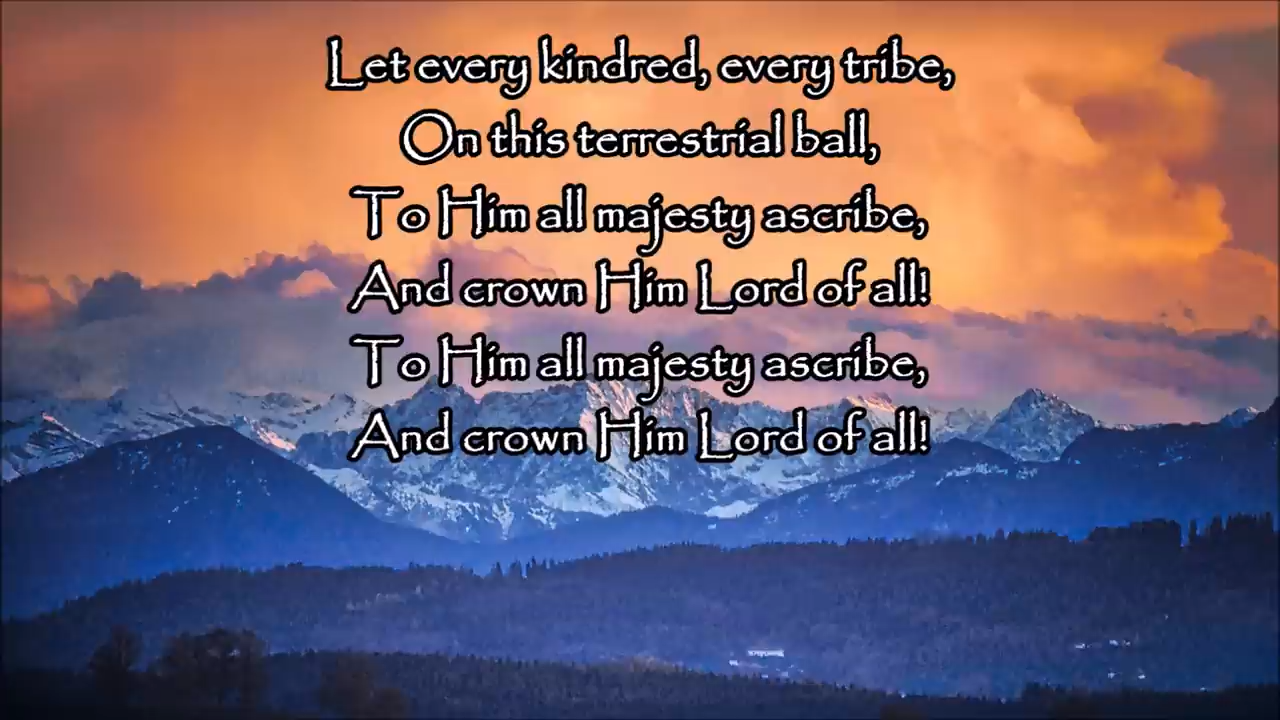 Let every kindred, every tribe,
On this terrestrial ball,
To Him all majesty ascribe,
And crown Him Lord of all!
To Him all majesty ascribe,
And crown Him Lord of all!